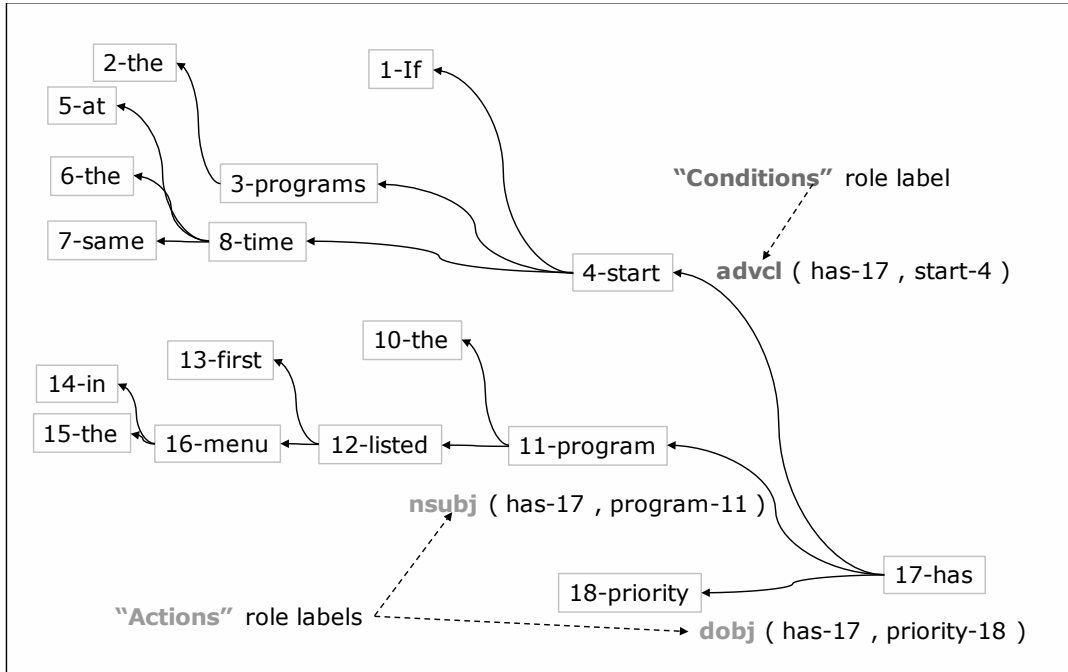 2-the
1-If
5-at
6-the
3-programs
“Conditions” role label
7-same
8-time
4-start
advcl ( has-17 , start-4 )
10-the
13-first
14-in
15-the
16-menu
12-listed
11-program
nsubj ( has-17 , program-11 )
17-has
18-priority
“Actions” role labels
dobj ( has-17 , priority-18 )